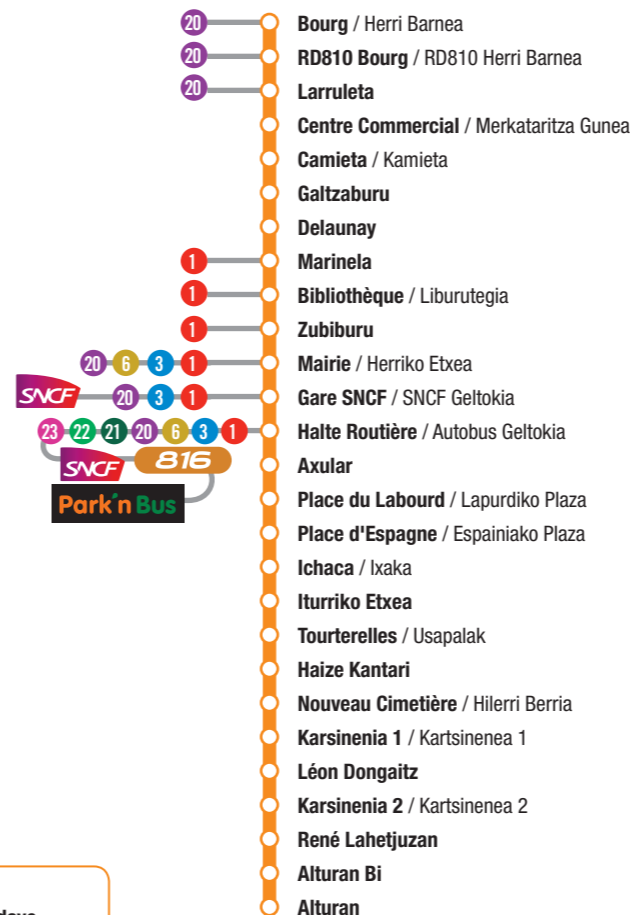 20 Bourg / Herri Barnea
20 RD810 Bourg / RD810 Herri Barnea
20 Larruleta
Centre Commercial / Merkataritza Gunea
Camieta / Kamieta
Galtzaburu
Delaunay
1 Marinela
1 Bibliothèque / Liburutegia
1 Zubiburu
20 6 3 1 Mairie / Herriko Etxea
SNCF 20 3 1 Gare SNCF / SNCF Geltokia
23 22 21 20 6 3 1 Halte Routière / Autobus Geltokia
SNCF 816 Axular
Park'n Bus Place du Labourd / Lapurdiko Plaza
Place d'Espagne / Espainiako Plaza
Ichaca / Ixaka
Iturriko Etxea
Tourterelles / Usapalak
Haize Kantari
Nouveau Cimetière / Hilerri Berria
Karsinenia 1 / Kartsinenea 1
Léon Dongaitz
Karsinenia 2 / Kartsinenea 2
René Lahetjuzan
Alturan Bi
Alturan